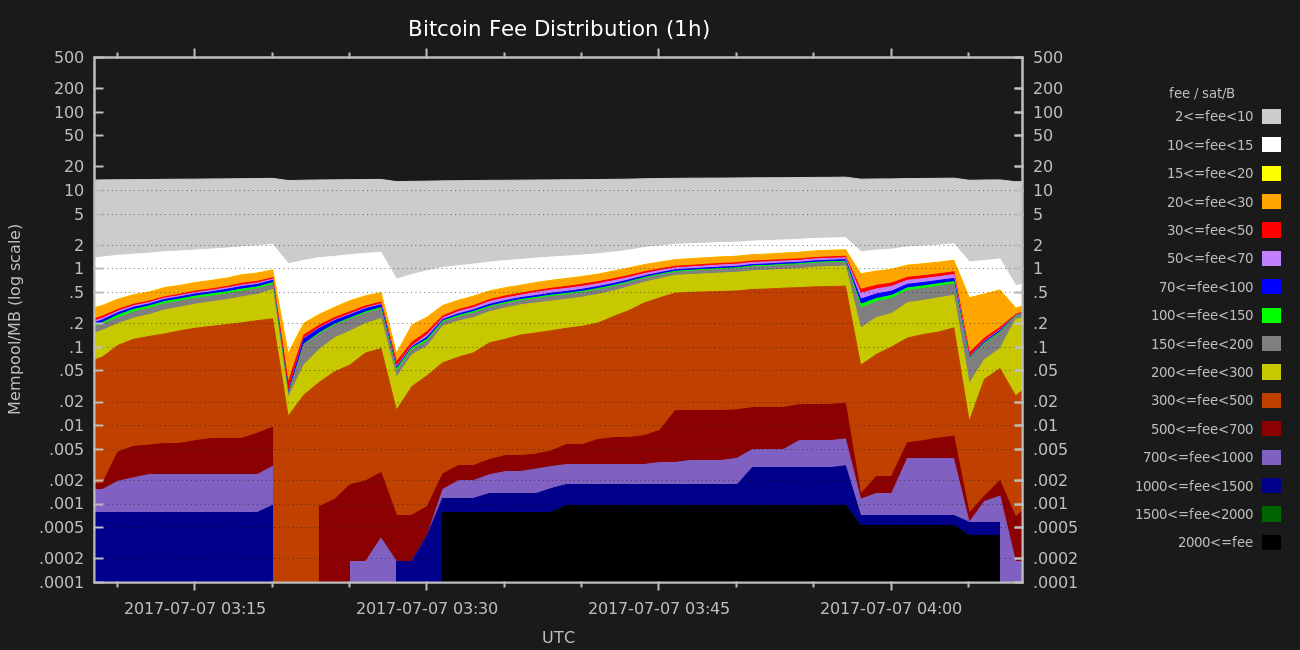 Bitcoin Fee Distribution (1h)
Mempool/MB (log scale)
500
200
100
50
20
10
5
2
1
.5
.2
.1
.05
.02
.01
.005
.002
.001
.0005
.0002
.0001
500
200
100
50
20
10
5
2
1
.5
.2
.1
.05
.02
.01
.005
.002
.001
.0005
.0002
.0001
2017-07-07 03:15
2017-07-07 03:30
2017-07-07 03:45
2017-07-07 04:00
UTC
fee / sat/B
2<=fee<10
10<=fee<15
15<=fee<20
20<=fee<30
30<=fee<50
50<=fee<70
70<=fee<100
100<=fee<150
150<=fee<200
200<=fee<300
300<=fee<500
500<=fee<700
700<=fee<1000
1000<=fee<1500
1500<=fee<2000
2000<=fee